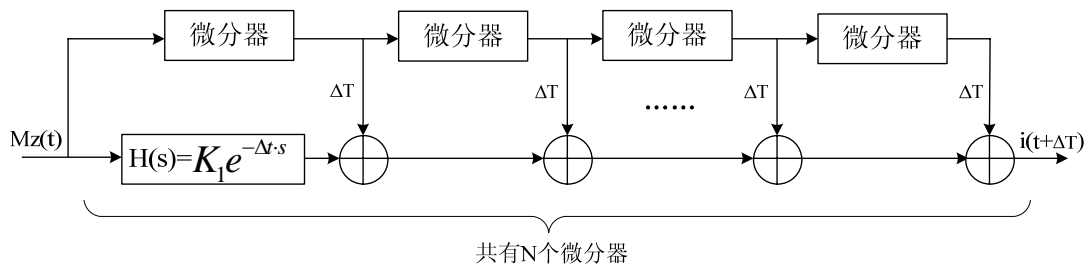 微分器 微分器 微分器 微分器
ΔT ΔT ΔT ΔT
......
Mz(t) H(s)=K₁e^{-Δt·s} i(t+ΔT)
共有N个微分器